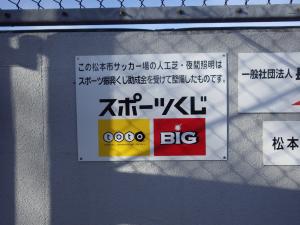 この松本市サッカー場の人工芝・夜間照明は
スポーツ振興くじ助成金を受けて整備したものです。
スポーツくじ
toto
BIG
一般社団法人
松本